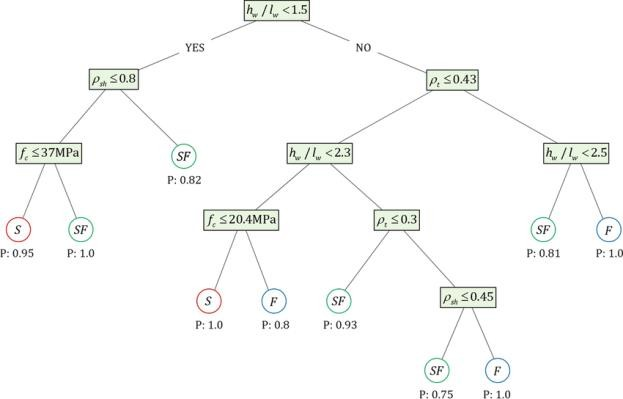 h_w / l_w < 1.5
YES
NO
ρ_sh ≤ 0.8
ρ_t ≤ 0.43
f_c ≤ 37MPa
SF
P: 0.82
h_w / l_w < 2.3
h_w / l_w < 2.5
S
P: 0.95
SF
P: 1.0
f_c ≤ 20.4MPa
ρ_t ≤ 0.3
SF
P: 0.81
F
P: 1.0
S
P: 1.0
F
P: 0.8
SF
P: 0.93
ρ_sh ≤ 0.45
SF
P: 0.75
F
P: 1.0